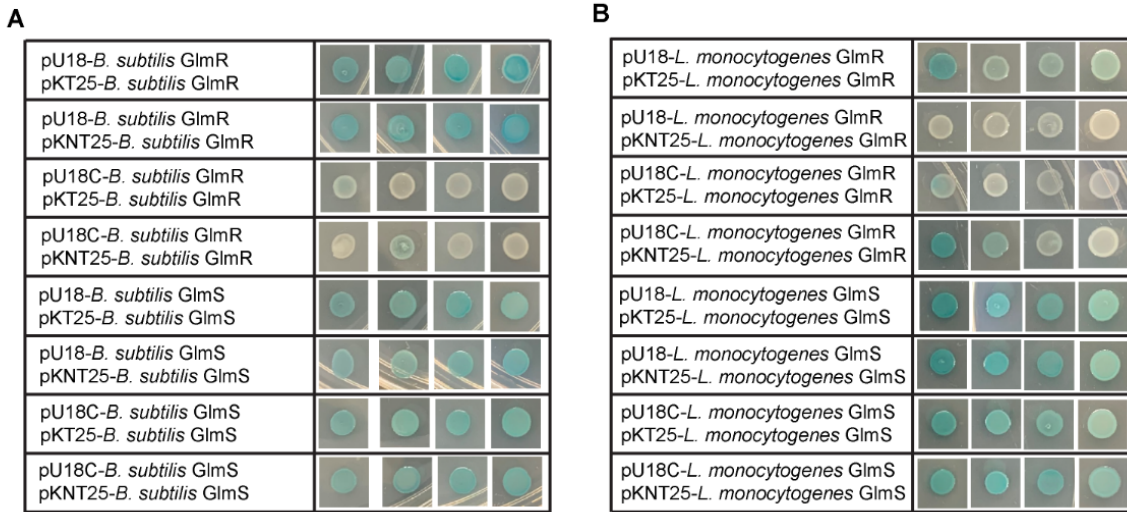 A
pU18-B. subtilis GlmR
pKT25-B. subtilis GlmR
pU18-B. subtilis GlmR
pKNT25-B. subtilis GlmR
pU18C-B. subtilis GlmR
pKT25-B. subtilis GlmR
pU18C-B. subtilis GlmR
pKNT25-B. subtilis GlmR
pU18-B. subtilis GlmS
pKT25-B. subtilis GlmS
pU18-B. subtilis GlmS
pKNT25-B. subtilis GlmS
pU18C-B. subtilis GlmS
pKT25-B. subtilis GlmS
pU18C-B. subtilis GlmS
pKNT25-B. subtilis GlmS
B
pU18-L. monocytogenes GlmR
pKT25-L. monocytogenes GlmR
pU18-L. monocytogenes GlmR
pKNT25-L. monocytogenes GlmR
pU18C-L. monocytogenes GlmR
pKT25-L. monocytogenes GlmR
pU18C-L. monocytogenes GlmR
pKNT25-L. monocytogenes GlmR
pU18-L. monocytogenes GlmS
pKT25-L. monocytogenes GlmS
pU18-L. monocytogenes GlmS
pKNT25-L. monocytogenes GlmS
pU18C-L. monocytogenes GlmS
pKT25-L. monocytogenes GlmS
pU18C-L. monocytogenes GlmS
pKNT25-L. monocytogenes GlmS